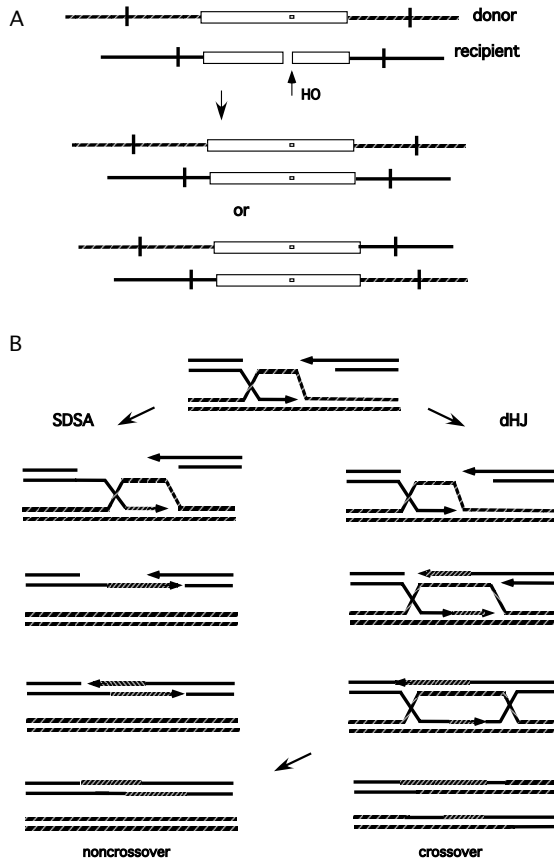 A
donor
recipient
HO
or
B
SDSA
dHJ
noncrossover
crossover